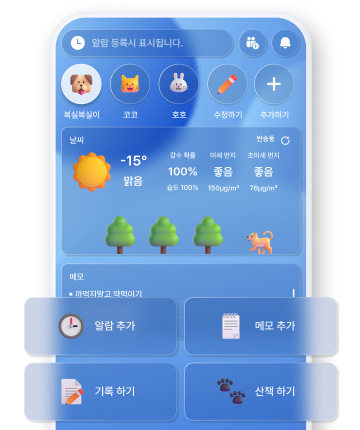 알람 등록시 표시됩니다.
복실복실이 코코 호호 수정하기 추가하기
날씨 반송동
-15° 맑음
강수 확률 미세 먼지 초미세 먼지
100% 좋음 좋음
습도 100% 150μg/m³ 76μg/m³
메모
• 까먹지말고 약먹이기
알람 추가 메모 추가
기록 하기 산책 하기